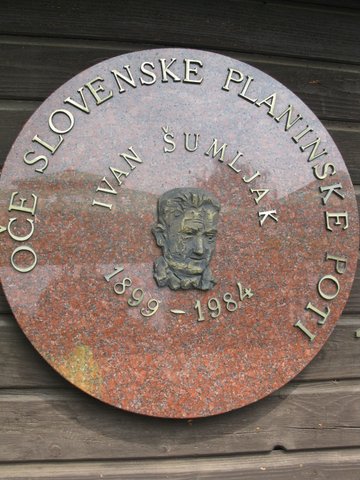 OČE SLOVENSKE PLANINSKE POTI
IVAN ŠUMLJAK
1899 - 1984